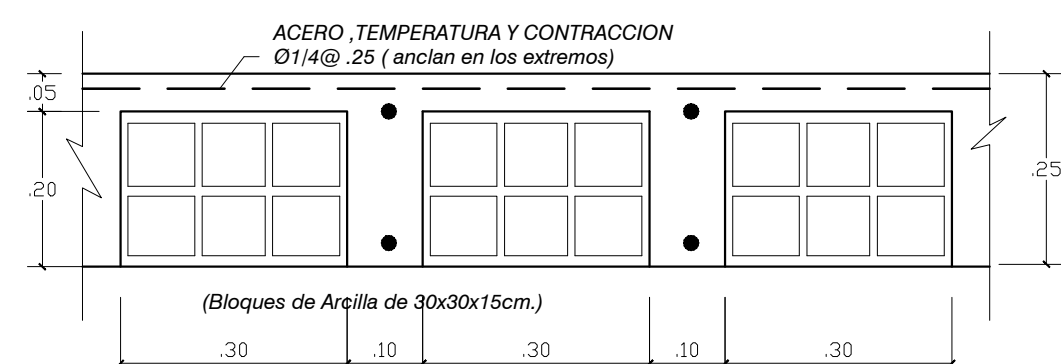 ACERO ,TEMPERATURA Y CONTRACCION
Ø1/4@ .25 ( anclan en los extremos)
.05
.20
.25
(Bloques de Arcilla de 30x30x15cm.)
.30 .10 .30 .10 .30